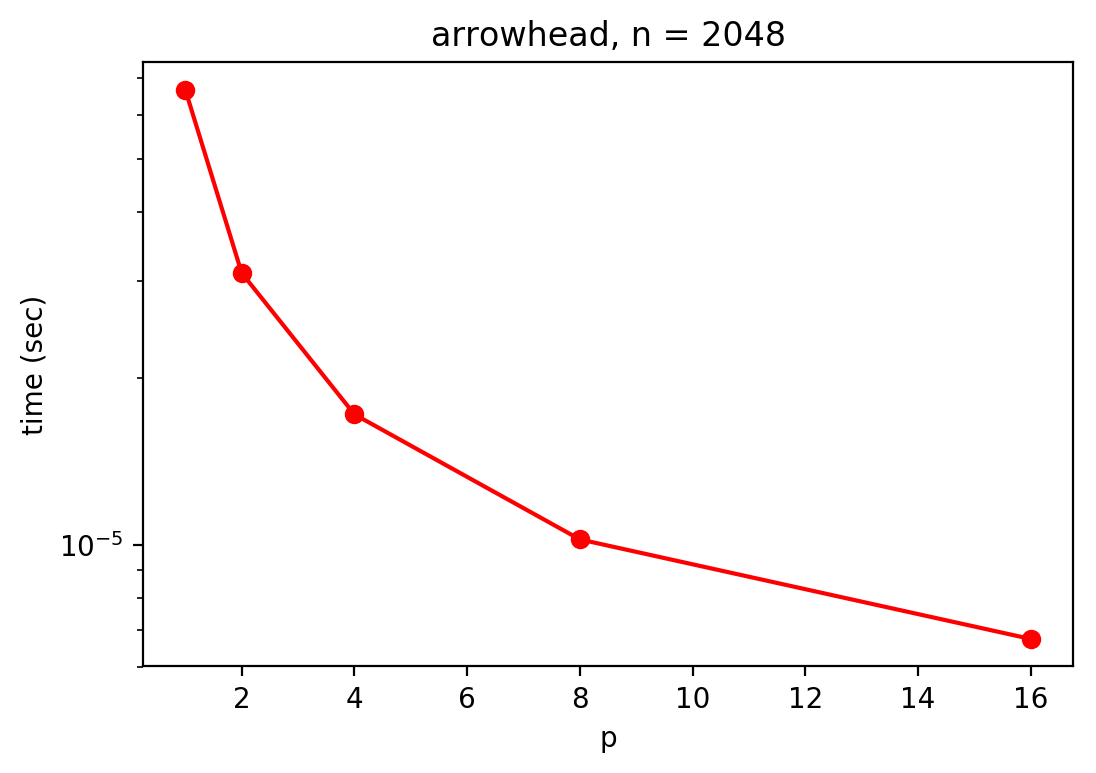 arrowhead, n = 2048
time (sec)
10⁻⁵
2 4 6 8 10 12 14 16
p